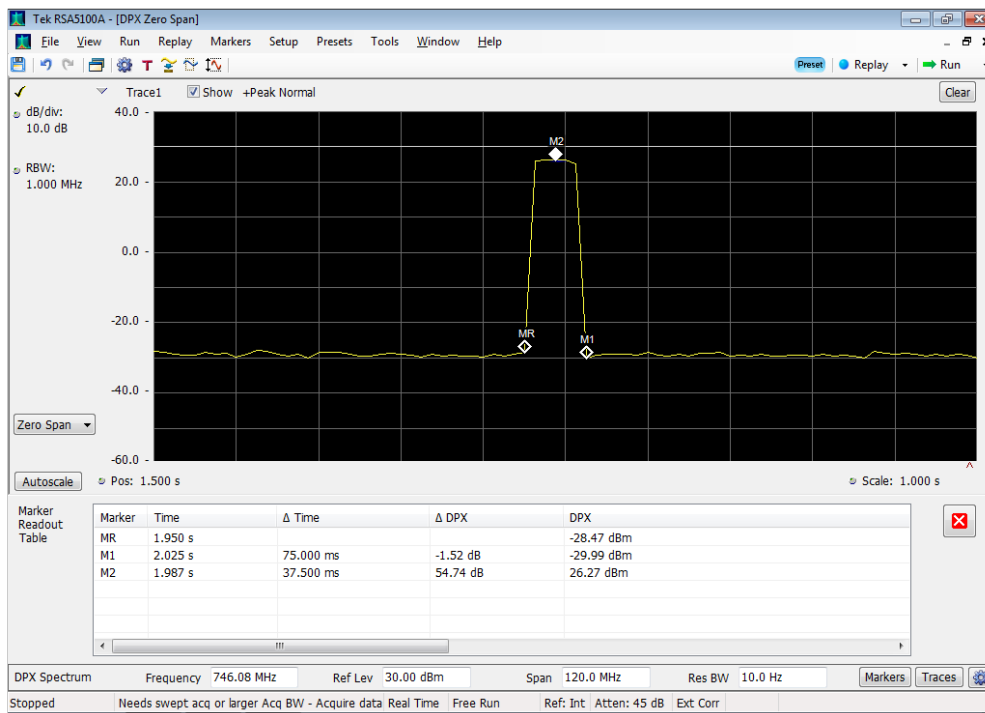 Tek RSA5100A - [DPX Zero Span]
File View Run Replay Markers Setup Presets Tools Window Help
T Preset Replay Run
Trace1 Show +Peak Normal Clear
dB/div:
10.0 dB
RBW:
1.000 MHz
40.0 -
20.0 -
0.0 -
-20.0 -
-40.0 -
-60.0 -
M2
MR
M1
Zero Span
Autoscale Pos: 1.500 s Scale: 1.000 s
Marker
Readout
Table
Marker Time Δ Time Δ DPX DPX
MR 1.950 s -28.47 dBm
M1 2.025 s 75.000 ms -1.52 dB -29.99 dBm
M2 1.987 s 37.500 ms 54.74 dB 26.27 dBm
DPX Spectrum Frequency 746.08 MHz Ref Lev 30.00 dBm Span 120.0 MHz Res BW 10.0 Hz Markers Traces
Stopped Needs swept acq or larger Acq BW - Acquire data Real Time Free Run Ref: Int Atten: 45 dB Ext Corr